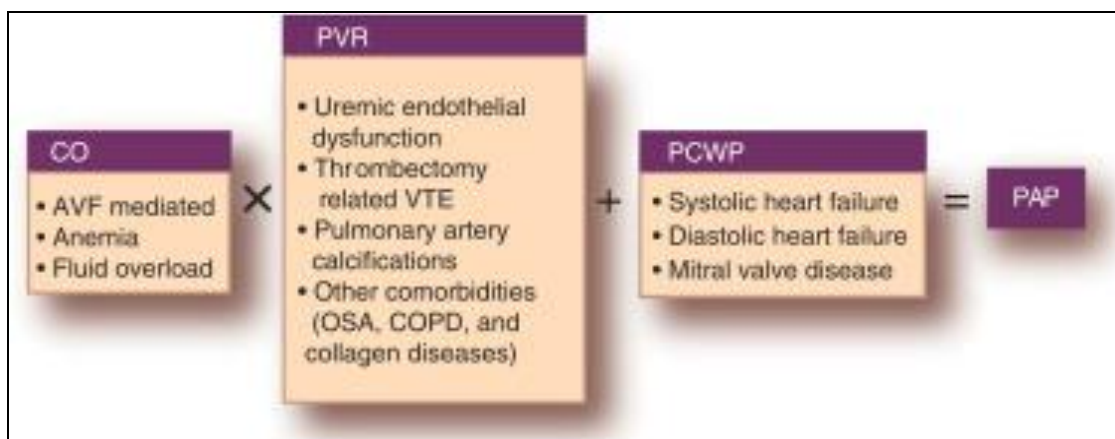 CO
• AVF mediated
• Anemia
• Fluid overload
×
PVR
• Uremic endothelial
dysfunction
• Thrombectomy
related VTE
• Pulmonary artery
calcifications
• Other comorbidities
(OSA, COPD, and
collagen diseases)
+
PCWP
• Systolic heart failure
• Diastolic heart failure
• Mitral valve disease
=
PAP